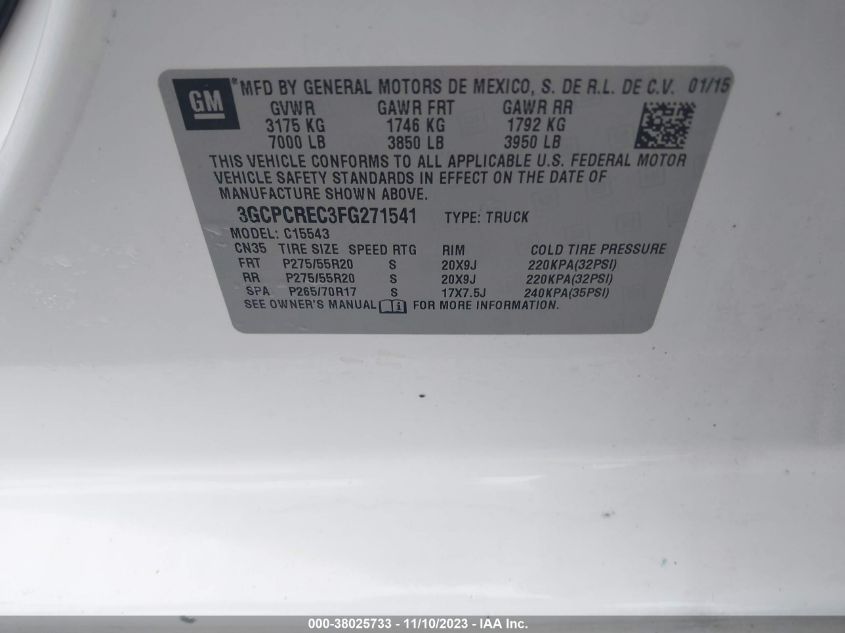 GM
*MFD BY GENERAL MOTORS DE MEXICO, S. DE R.L. DE C.V. 01/15
GVWR GAWR FRT GAWR RR
3175 KG 1746 KG 1792 KG
7000 LB 3850 LB 3950 LB
THIS VEHICLE CONFORMS TO ALL APPLICABLE U.S. FEDERAL MOTOR
VEHICLE SAFETY STANDARDS IN EFFECT ON THE DATE OF
MANUFACTURE SHOWN ABOVE.
3GCPCREC3FG271541 TYPE: TRUCK
MODEL: C15543
CN35 TIRE SIZE SPEED RTG RIM COLD TIRE PRESSURE
FRT P275/55R20 S 20X9J 220KPA(32PSI)
RR P275/55R20 S 20X9J 220KPA(32PSI)
SPA P265/70R17 S 17X7.5J 240KPA(35PSI)
SEE OWNER'S MANUAL FOR MORE INFORMATION.
000-38025733 - 11/10/2023 - IAA Inc.